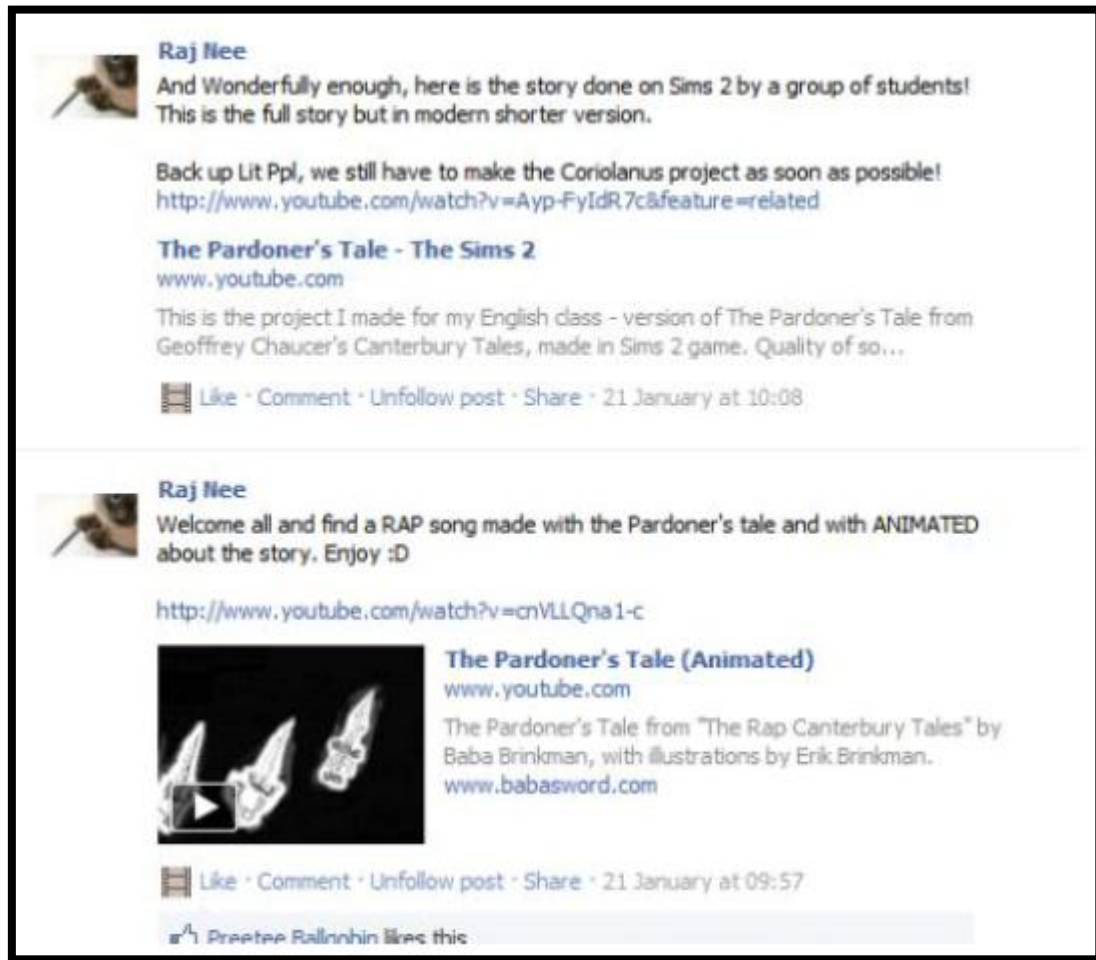 Raj Nee
And Wonderfully enough, here is the story done on Sims 2 by a group of students!
This is the full story but in modern shorter version.
Back up Lit Ppl, we still have to make the Coriolanus project as soon as possible!
http://www.youtube.com/watch?v=Ayp-FyIdR7c&feature=related
The Pardoner's Tale - The Sims 2
www.youtube.com
This is the project I made for my English class - version of The Pardoner's Tale from
Geoffrey Chaucer's Canterbury Tales, made in Sims 2 game. Quality of so...
Like · Comment · Unfollow post · Share · 21 January at 10:08
Raj Nee
Welcome all and find a RAP song made with the Pardoner's tale and with ANIMATED
about the story. Enjoy :D
http://www.youtube.com/watch?v=cnVLLQna1-c
The Pardoner's Tale (Animated)
www.youtube.com
The Pardoner's Tale from "The Rap Canterbury Tales" by
Baba Brinkman, with illustrations by Erik Brinkman.
www.babasword.com
Like · Comment · Unfollow post · Share · 21 January at 09:57
Preetee Ballgobin likes this